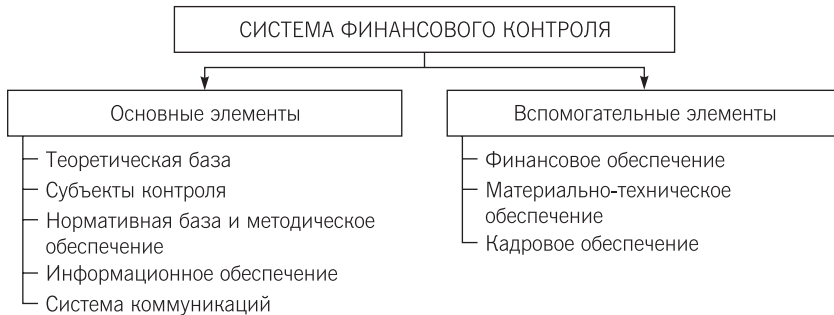 СИСТЕМА ФИНАНСОВОГО КОНТРОЛЯ
Основные элементы
Теоретическая база
Субъекты контроля
Нормативная база и методическое
обеспечение
Информационное обеспечение
Система коммуникаций
Вспомогательные элементы
Финансовое обеспечение
Материально-техническое
обеспечение
Кадровое обеспечение